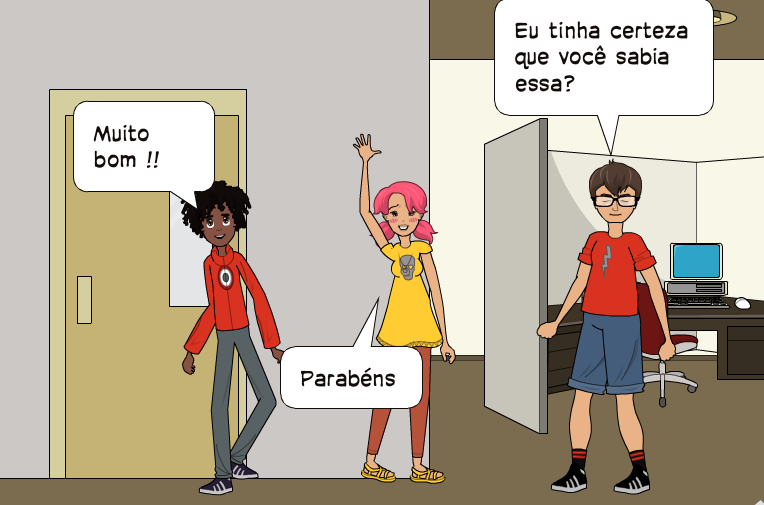 Muito
bom !!
Parabéns
Eu tinha certeza
que você sabia
essa?